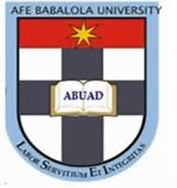 AFE BABALOLA UNIVERSITY
ABUAD
LABOR SERVITIUM ET INTEGRITAS